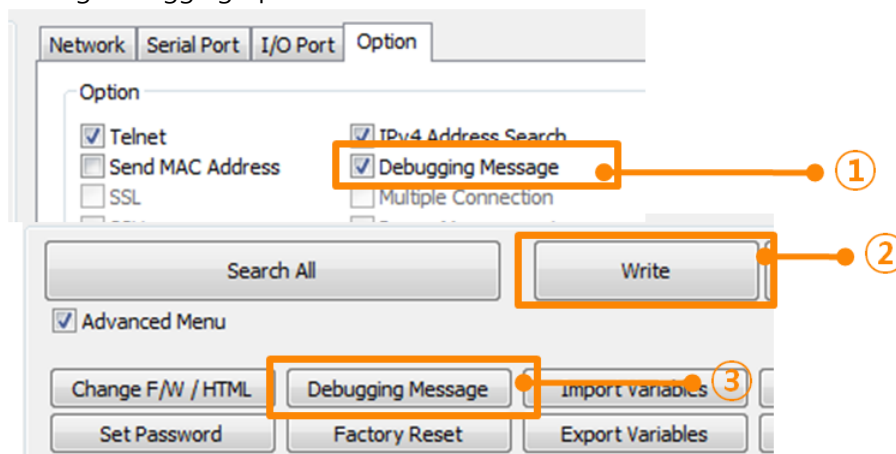 Network Serial Port I/O Port Option
Option
Telnet IPv4 Address Search
Send MAC Address Debugging Message ①
SSL Multiple Connection
Search All Write ②
Advanced Menu
Change F/W / HTML Debugging Message Import Variables ③
Set Password Factory Reset Export Variables